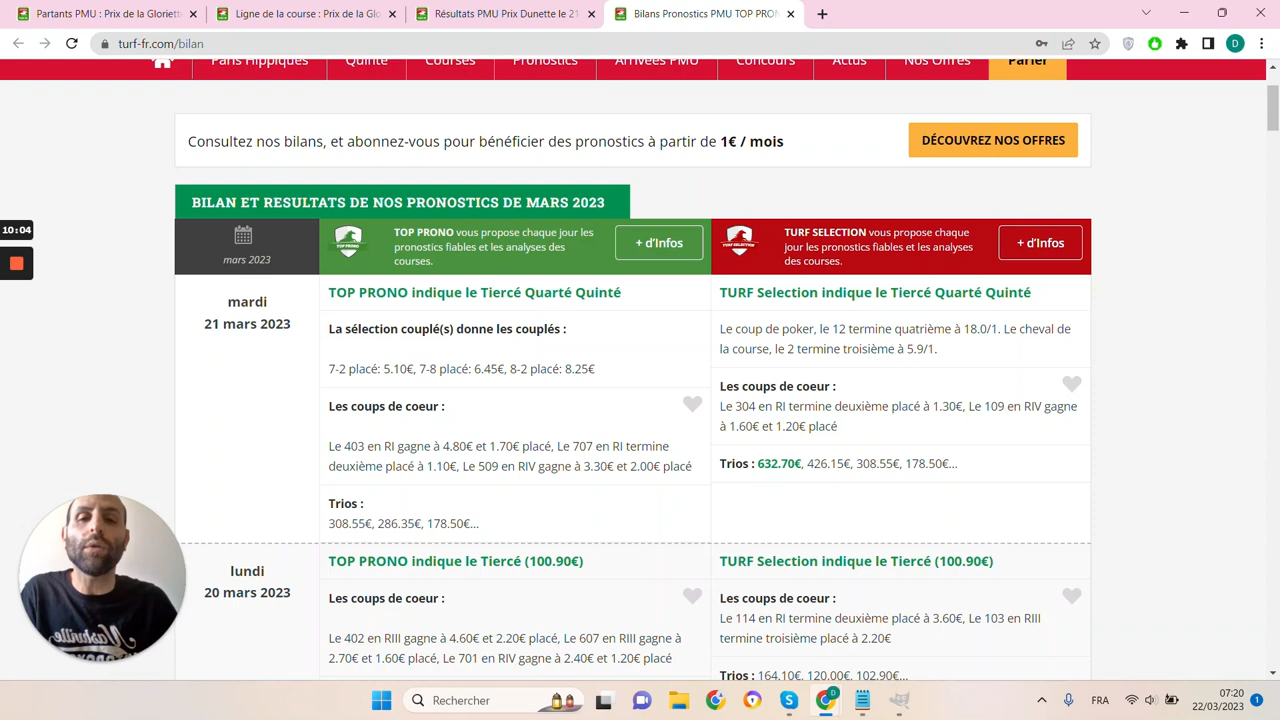 Partants PMU : Prix de la Gloriett
Ligne de la course : Prix de la Glo
Résultats PMU Prix Dunette le 21
Bilans Pronostics PMU TOP PRON
turf-fr.com/bilan
D
Paris Hippiques
Quinté
Courses
Pronostics
Arrivées PMU
Concours
Actus
Nos Offres
Parier
Consultez nos bilans, et abonnez-vous pour bénéficier des pronostics à partir de 1€ / mois
DÉCOUVREZ NOS OFFRES
BILAN ET RESULTATS DE NOS PRONOSTICS DE MARS 2023
10:04
mars 2023
TOP PRONO
TOP PRONO vous propose chaque jour les
pronostics fiables et les analyses des
courses.
+ d'Infos
TURF SELECTION
TURF SELECTION vous propose chaque
jour les pronostics fiables et les analyses
des courses.
+ d'Infos
mardi
21 mars 2023
TOP PRONO indique le Tiercé Quarté Quinté
La sélection couplé(s) donne les couplés :
7-2 placé: 5.10€, 7-8 placé: 6.45€, 8-2 placé: 8.25€
Les coups de coeur :
Le 403 en RI gagne à 4.80€ et 1.70€ placé, Le 707 en RI termine
deuxième placé à 1.10€, Le 509 en RIV gagne à 3.30€ et 2.00€ placé
Trios :
308.55€, 286.35€, 178.50€...
TURF Selection indique le Tiercé Quarté Quinté
Le coup de poker, le 12 termine quatrième à 18.0/1. Le cheval de
la course, le 2 termine troisième à 5.9/1.
Les coups de coeur :
Le 304 en RI termine deuxième placé à 1.30€, Le 109 en RIV gagne
à 1.60€ et 1.20€ placé
Trios : 632.70€, 426.15€, 308.55€, 178.50€...
lundi
20 mars 2023
TOP PRONO indique le Tiercé (100.90€)
Les coups de coeur :
Le 402 en RIII gagne à 4.60€ et 2.20€ placé, Le 607 en RIII gagne à
2.70€ et 1.60€ placé, Le 701 en RIV gagne à 2.40€ et 1.20€ placé
TURF Selection indique le Tiercé (100.90€)
Les coups de coeur :
Le 114 en RI termine deuxième placé à 3.60€, Le 103 en RIII
termine troisième placé à 2.20€
Trios : 164.10€, 120.00€, 102.90€...
Nashville
Rechercher
D
FRA
07:20
22/03/2023
1